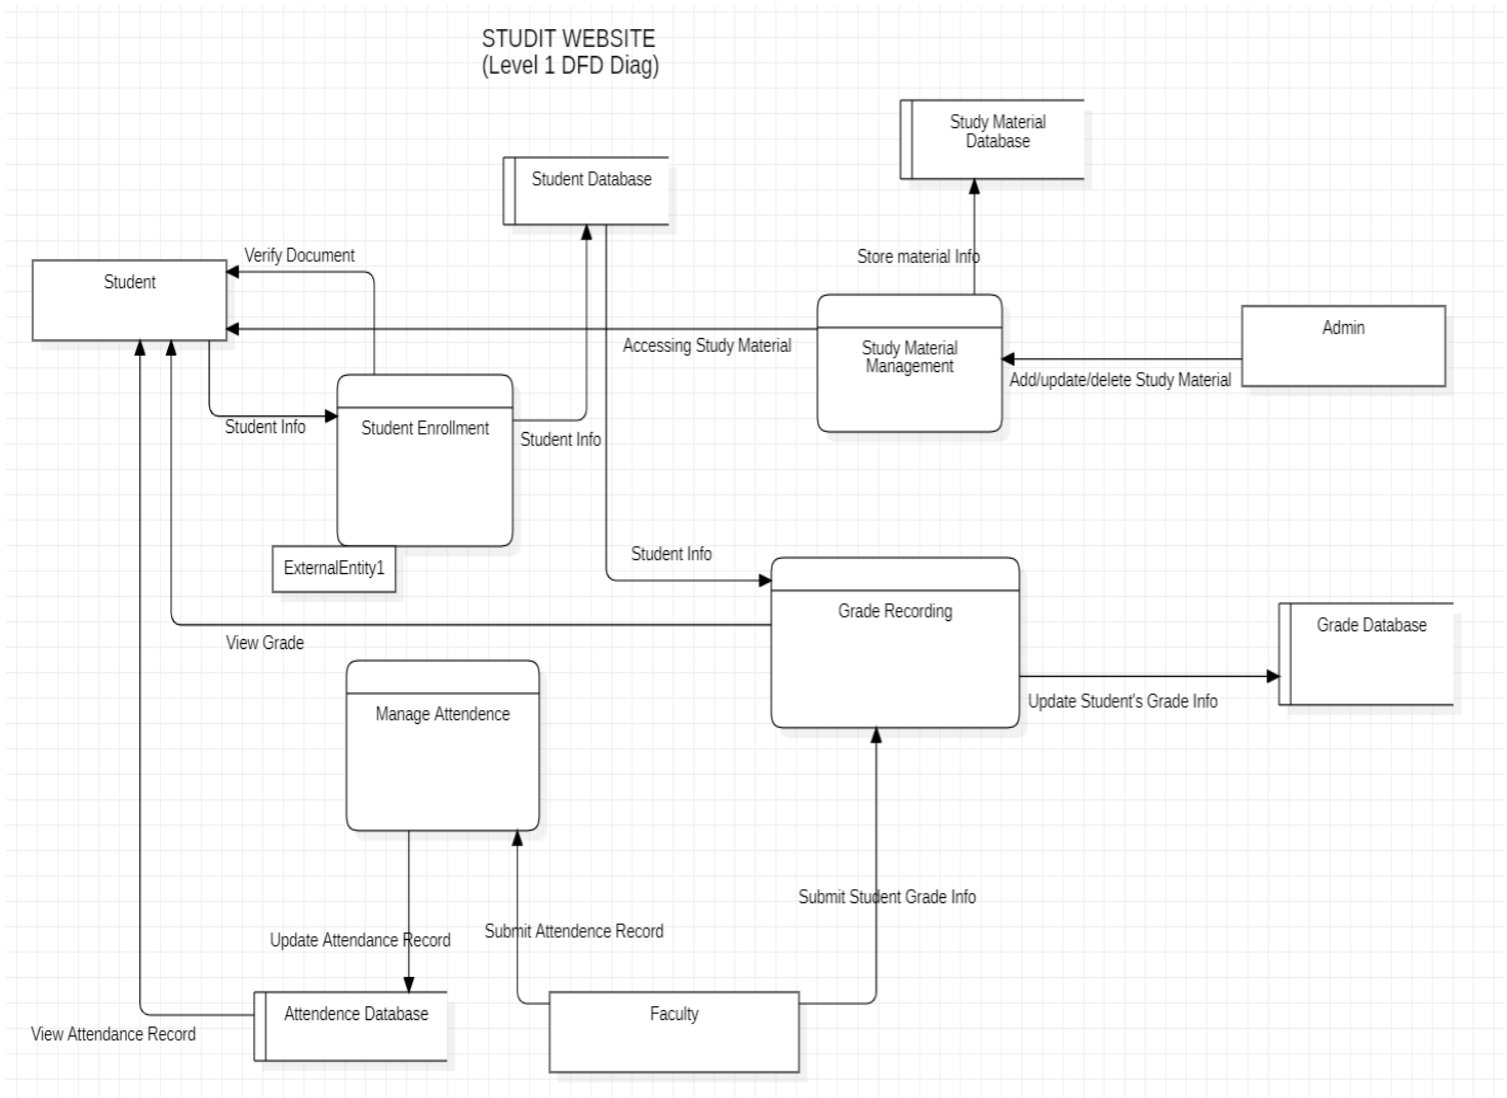 STUDIT WEBSITE
(Level 1 DFD Diag)
Study Material
Database
Student Database
Verify Document
Store material Info
Student
Admin
Accessing Study Material
Study Material
Management
Add/update/delete Study Material
Student Info
Student Enrollment
Student Info
Student Info
ExternalEntity1
Grade Recording
Grade Database
View Grade
Update Student's Grade Info
Manage Attendence
Submit Student Grade Info
Update Attendance Record
Submit Attendence Record
Attendence Database
Faculty
View Attendance Record